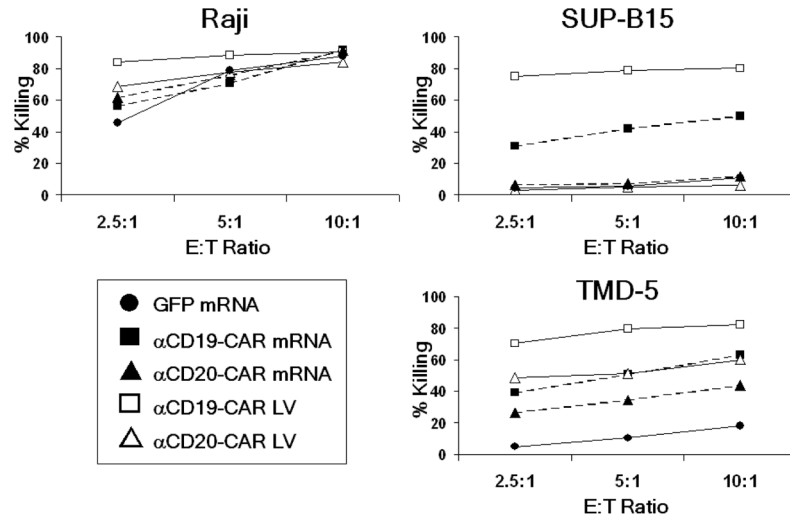 Raji
% Killing
100
80
60
40
20
0
2.5:1 5:1 10:1
E:T Ratio
SUP-B15
% Killing
100
80
60
40
20
0
2.5:1 5:1 10:1
E:T Ratio
GFP mRNA
αCD19-CAR mRNA
αCD20-CAR mRNA
αCD19-CAR LV
αCD20-CAR LV
TMD-5
% Killing
100
80
60
40
20
0
2.5:1 5:1 10:1
E:T Ratio